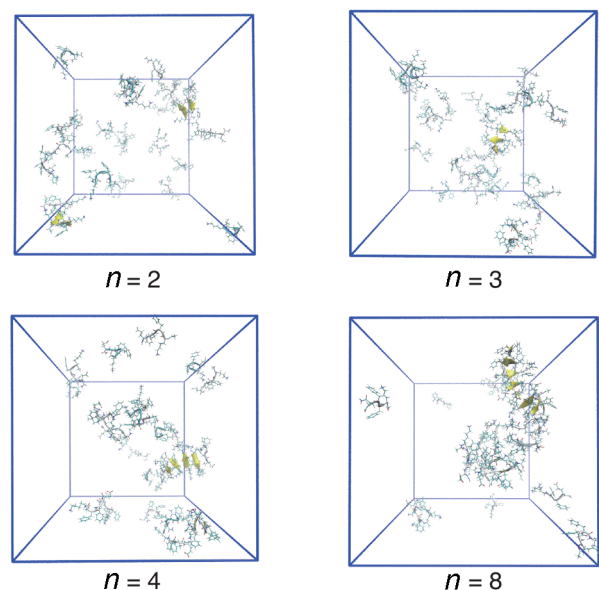 n = 2
n = 3
n = 4
n = 8